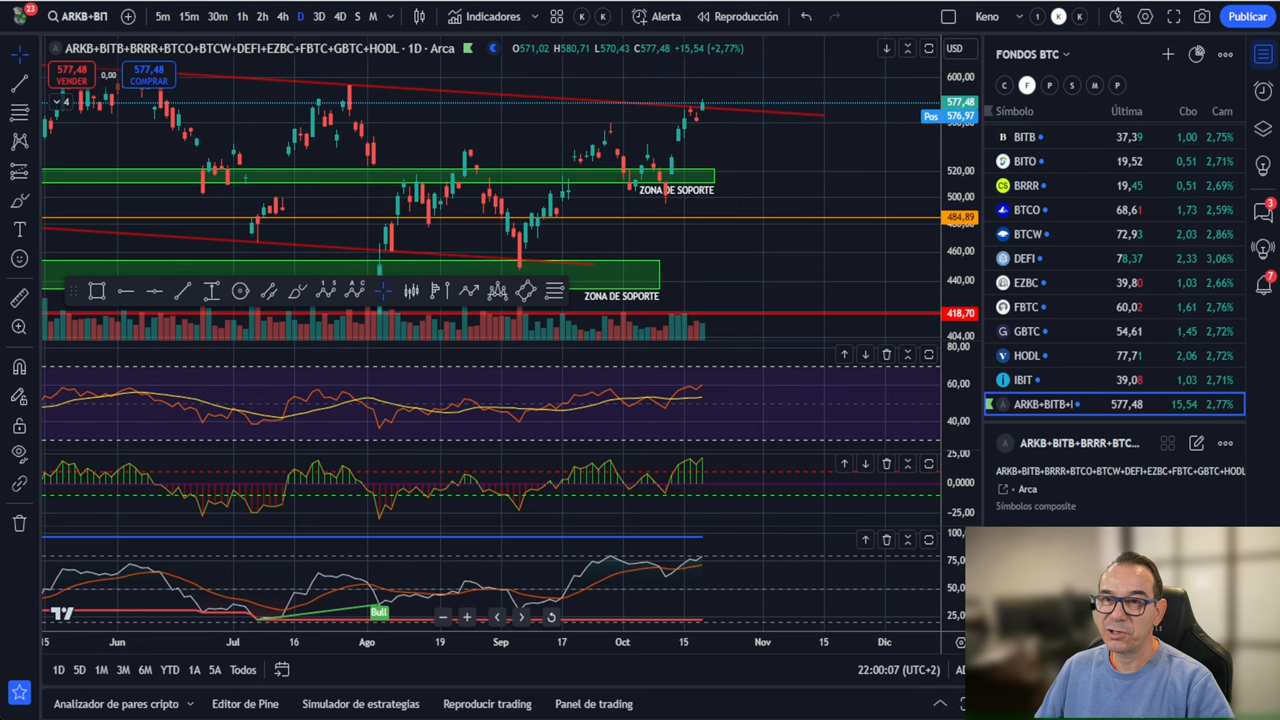 23
ARKB+BIT
5m 15m 30m 1h 2h 4h D 3D 4D S M
Indicadores
K K
Alerta
Reproducción
Keno
1 K K
Publicar
ARKB+BITB+BRRR+BTCO+BTCW+DEFI+EZBC+FBTC+GBTC+HODL · 1D · Arca
O571,02 H580,71 L570,43 C577,48 +15,54 (+2,77%)
USD
577,48
VENDER
0,00
577,48
COMPRAR
4
600,00
577,48
Pos 576,97
520,00
500,00
484,89
460,00
440,00
418,70
404,00
ZONA DE SOPORTE
ZONA DE SOPORTE
80,00
60,00
40,00
25,00
0,0000
−25,00
Bull
15 Jun Jul 16 Ago Sep 17 Oct 15 Nov 15 Dic
1D 5D 1M 3M 6M YTD 1A 5A Todos
22:00:07 (UTC+2)
Analizador de pares cripto
Editor de Pine
Simulador de estrategias
Reproducir trading
Panel de trading
FONDOS BTC
C F P S M P
Símbolo Última Cbo Cam
BITB 37,39 1,00 2,75%
BITO 19,52 0,51 2,71%
BRRR 19,45 0,51 2,69%
BTCO 68,61 1,73 2,59%
BTCW 72,93 2,03 2,86%
DEFI 78,37 2,33 3,06%
EZBC 39,80 1,03 2,66%
FBTC 60,02 1,61 2,76%
GBTC 54,61 1,45 2,72%
HODL 77,71 2,06 2,72%
IBIT 39,08 1,03 2,71%
ARKB+BITB+I 577,48 15,54 2,77%
ARKB+BITB+BRRR+BTC...
ARKB+BITB+BRRR+BTCO+BTCW+DEFI+EZBC+FBTC+GBTC+HODL
Arca
Símbolos composite
3
7